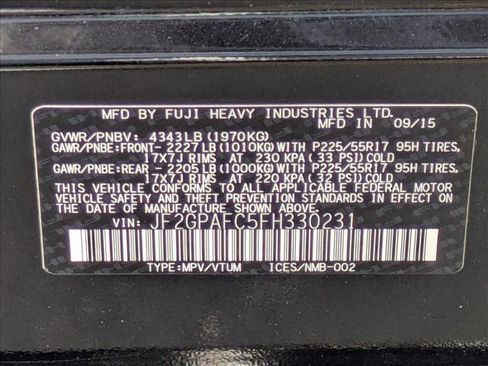 MFD BY FUJI HEAVY INDUSTRIES LTD. IN 09/15
GVWR/PNBV: 4343LB (1970KG)
GAWR/PNBE:FRONT- 2227LB(1010KG)WITH P225/55R17 95H TIRES,
17X7J RIMS AT 230 KPA (33 PSI)COLD
GAWR/PNBE:REAR - 2205LB(1000KG)WITH P225/55R17 95H TIRES,
17X7J RIMS AT 220 KPA (32 PSI)COLD
THIS VEHICLE CONFORMS TO ALL APPLICABLE FEDERAL MOTOR
VEHICLE SAFETY, BUMPER, AND THEFT PREVENTION STANDARDS IN EFFECT
ON THE DATE OF MANUFACTURE SHOWN ABOVE.
VIN: JF2GPAFC5FH330231
TYPE:MPV/VTUM ICES/NMB-002